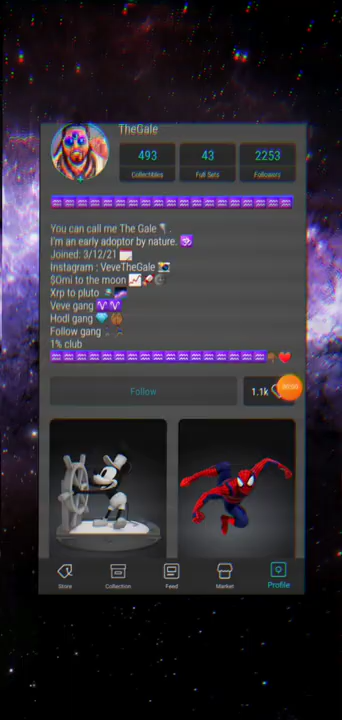 TheGale
493 43 2253
Collectibles Full Sets Followers
You can call me The Gale 🌪️.
I'm an early adoptor by nature. 🕉️
Joined: 3/12/21
Instagram : VeveTheGale
$Omi to the moon
Xrp to pluto
Veve gang ♈♈
Hodl gang
Follow gang
1% club
Follow 1.1k
Store Collection Feed Market Profile